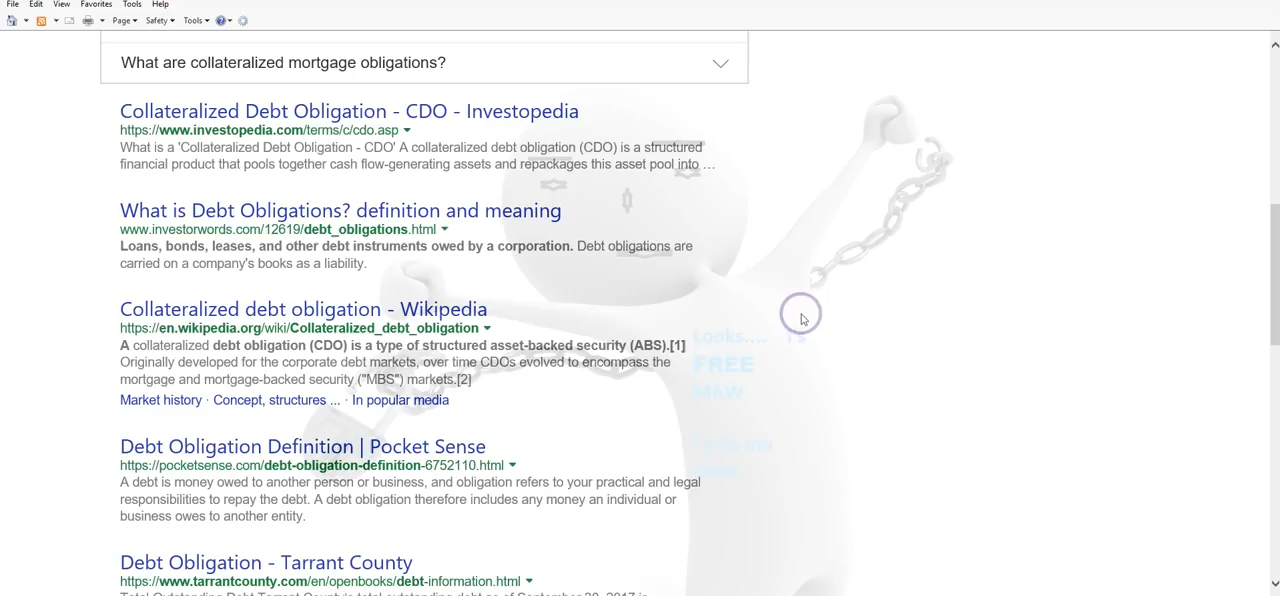 File Edit View Favorites Tools Help
Page Safety Tools
What are collateralized mortgage obligations?
Collateralized Debt Obligation - CDO - Investopedia
https://www.investopedia.com/terms/c/cdo.asp
What is a 'Collateralized Debt Obligation - CDO' A collateralized debt obligation (CDO) is a structured
financial product that pools together cash flow-generating assets and repackages this asset pool into ...
What is Debt Obligations? definition and meaning
www.investorwords.com/12619/debt_obligations.html
Loans, bonds, leases, and other debt instruments owed by a corporation. Debt obligations are
carried on a company's books as a liability.
Collateralized debt obligation - Wikipedia
https://en.wikipedia.org/wiki/Collateralized_debt_obligation
A collateralized debt obligation (CDO) is a type of structured asset-backed security (ABS).[1]
Originally developed for the corporate debt markets, over time CDOs evolved to encompass the
mortgage and mortgage-backed security ("MBS") markets.[2]
Market history · Concept, structures ... · In popular media
Looks....
FREE
Debt Obligation Definition | Pocket Sense
https://pocketsense.com/debt-obligation-definition-6752110.html
A debt is money owed to another person or business, and obligation refers to your practical and legal
responsibilities to repay the debt. A debt obligation therefore includes any money an individual or
business owes to another entity.
Debt Obligation - Tarrant County
https://www.tarrantcounty.com/en/openbooks/debt-information.html